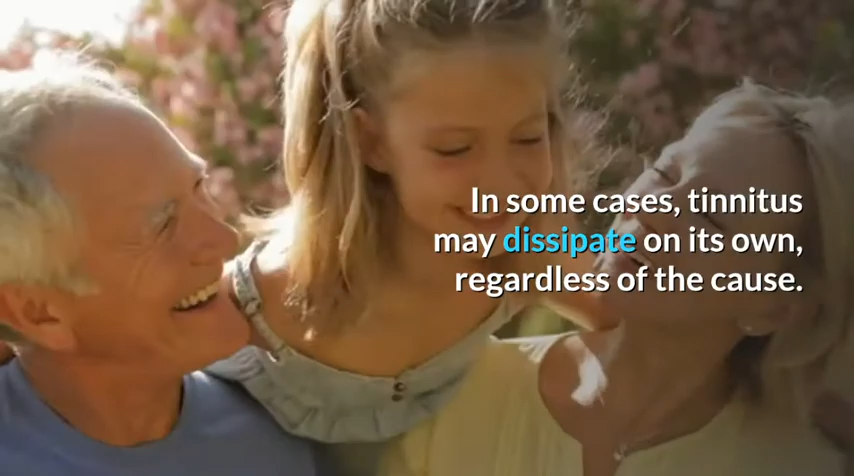 In some cases, tinnitus
may dissipate on its own,
regardless of the cause.